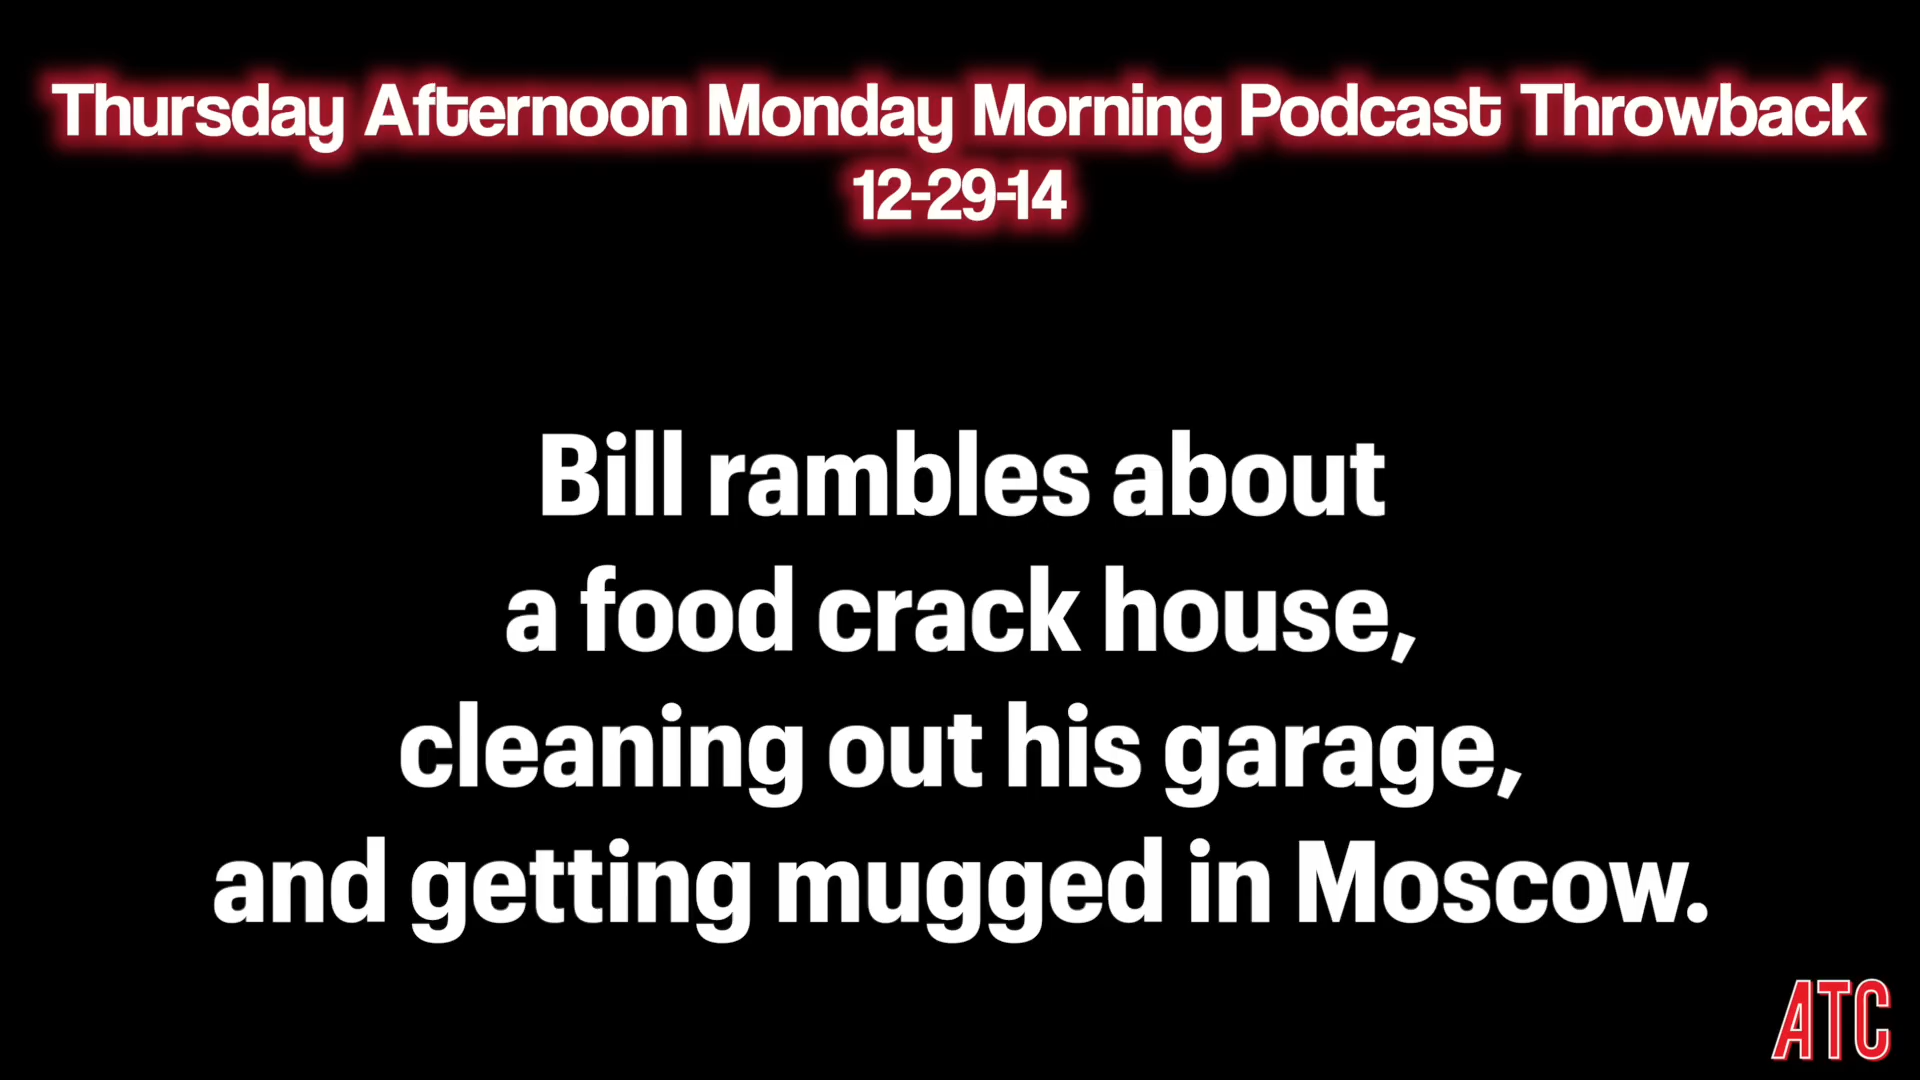 Thursday Afternoon Monday Morning Podcast Throwback
12-29-14
Bill rambles about
a food crack house,
cleaning out his garage,
and getting mugged in Moscow.
ATC